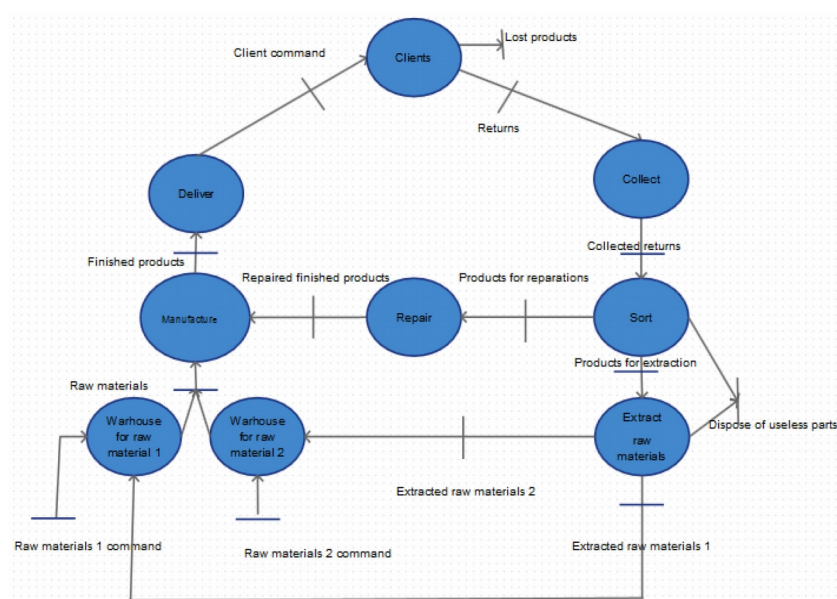 Lost products
Client command
Clients
Returns
Deliver
Collect
Collected returns
Finished products
Repaired finished products
Products for reparations
Manufacture
Repair
Sort
Products for extraction
Raw materials
Warhouse
for raw
material 1
Warhouse
for raw
material 2
Extract
raw
materials
Dispose of useless parts
Extracted raw materials 2
Raw materials 1 command
Raw materials 2 command
Extracted raw materials 1